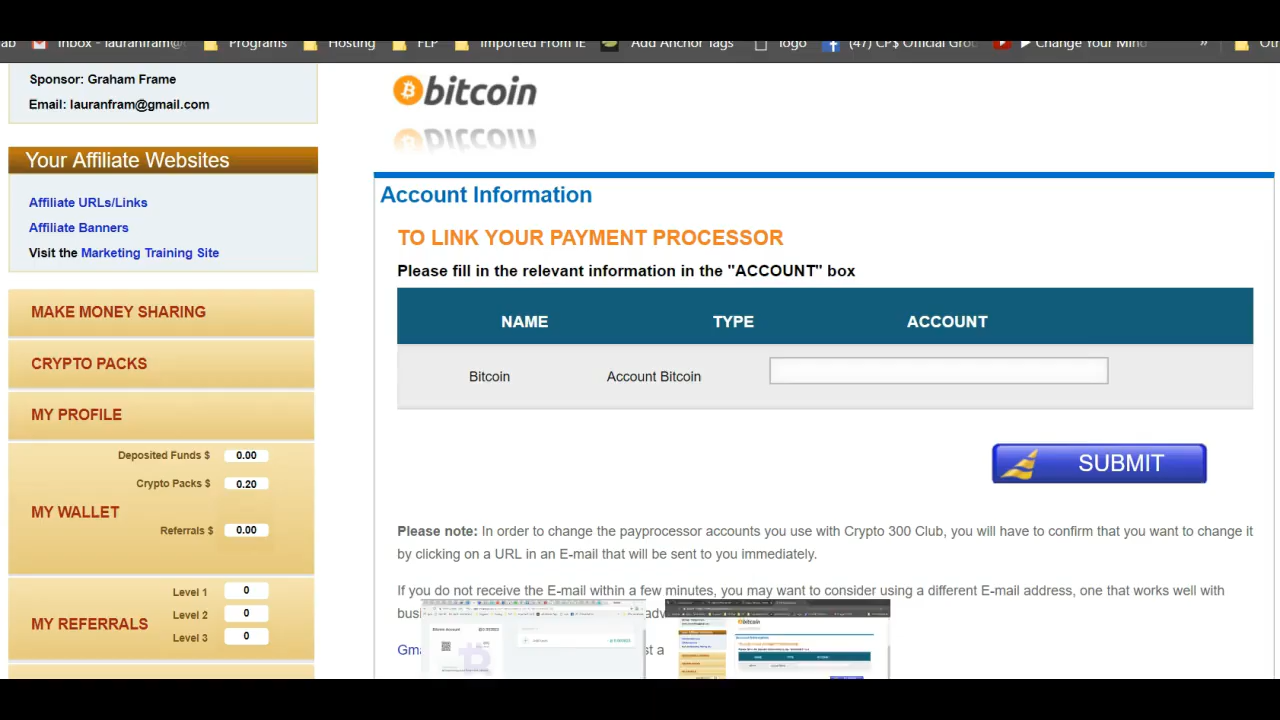 Inbox - lauranfram@
Programs
Hosting
FLP
Imported From IE
Add Anchor Tags
logo
(47) CP$ Official Gro
Change Your Mind
»
Sponsor: Graham Frame
Email: lauranfram@gmail.com
Your Affiliate Websites
Affiliate URLs/Links
Affiliate Banners
Visit the Marketing Training Site
MAKE MONEY SHARING
CRYPTO PACKS
MY PROFILE
Deposited Funds $ 0.00
Crypto Packs $ 0.20
MY WALLET
Referrals $ 0.00
Level 1 0
Level 2 0
MY REFERRALS
Level 3 0
bitcoin
Account Information
TO LINK YOUR PAYMENT PROCESSOR
Please fill in the relevant information in the "ACCOUNT" box
NAME TYPE ACCOUNT
Bitcoin Account Bitcoin
SUBMIT
Please note: In order to change the payprocessor accounts you use with Crypto 300 Club, you will have to confirm that you want to change it
by clicking on a URL in an E-mail that will be sent to you immediately.
If you do not receive the E-mail within a few minutes, you may want to consider using a different E-mail address, one that works well with